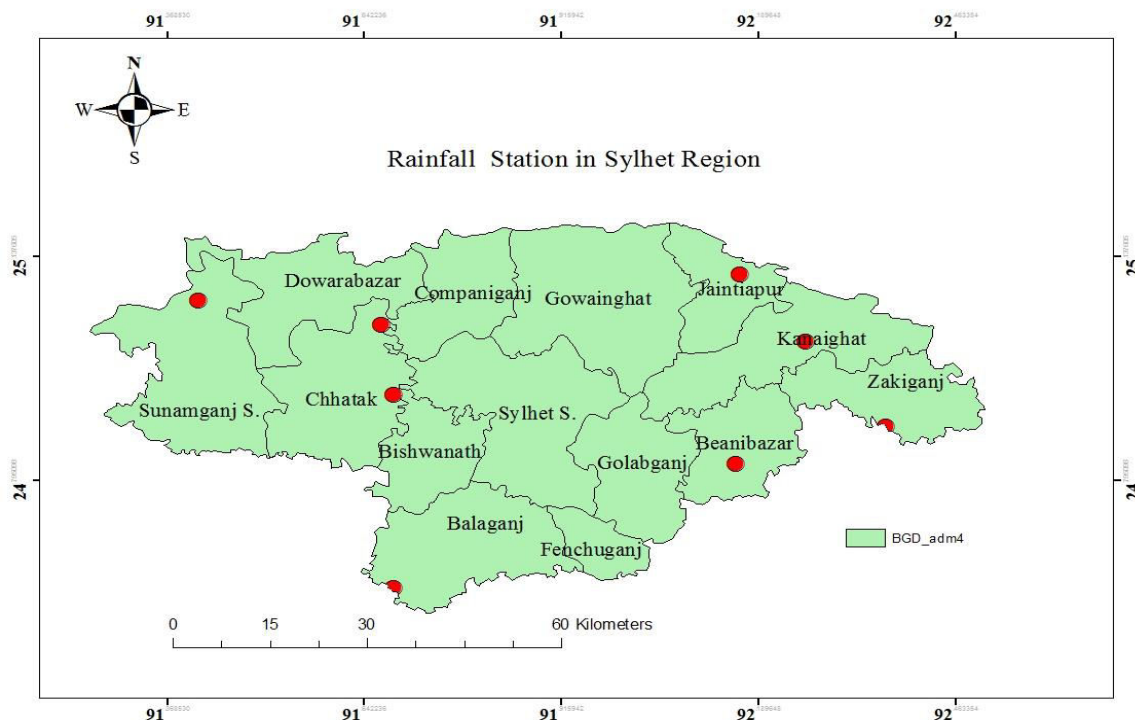 91 91 91 92 92
N
W E
S
Rainfall Station in Sylhet Region
25 25
Dowarabazar
Companiganj
Gowainghat
Jaintiapur
Kanaighat
Zakiganj
Chhatak
Sunamganj S.
Sylhet S.
Beanibazar
Bishwanath
Golabganj
24 24
Balaganj
Fenchuganj
BGD_adm4
0 15 30 60 Kilometers
91 91 91 92 92